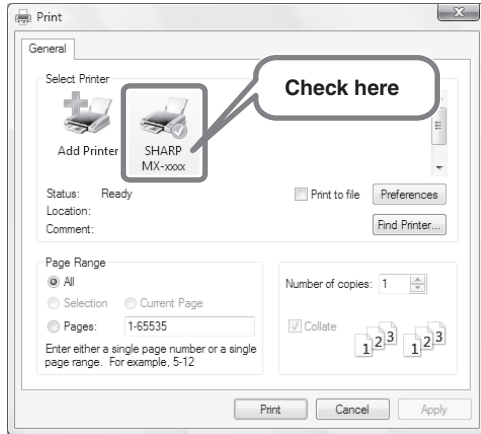 Print
General
Select Printer
Check here
Add Printer
SHARP
MX-xxxx
Status: Ready
Print to file
Preferences
Location:
Comment:
Find Printer...
Page Range
All
Selection
Current Page
Pages: 1-65535
Enter either a single page number or a single
page range. For example, 5-12
Number of copies: 1
Collate
1 2 3 1 2 3
Print
Cancel
Apply